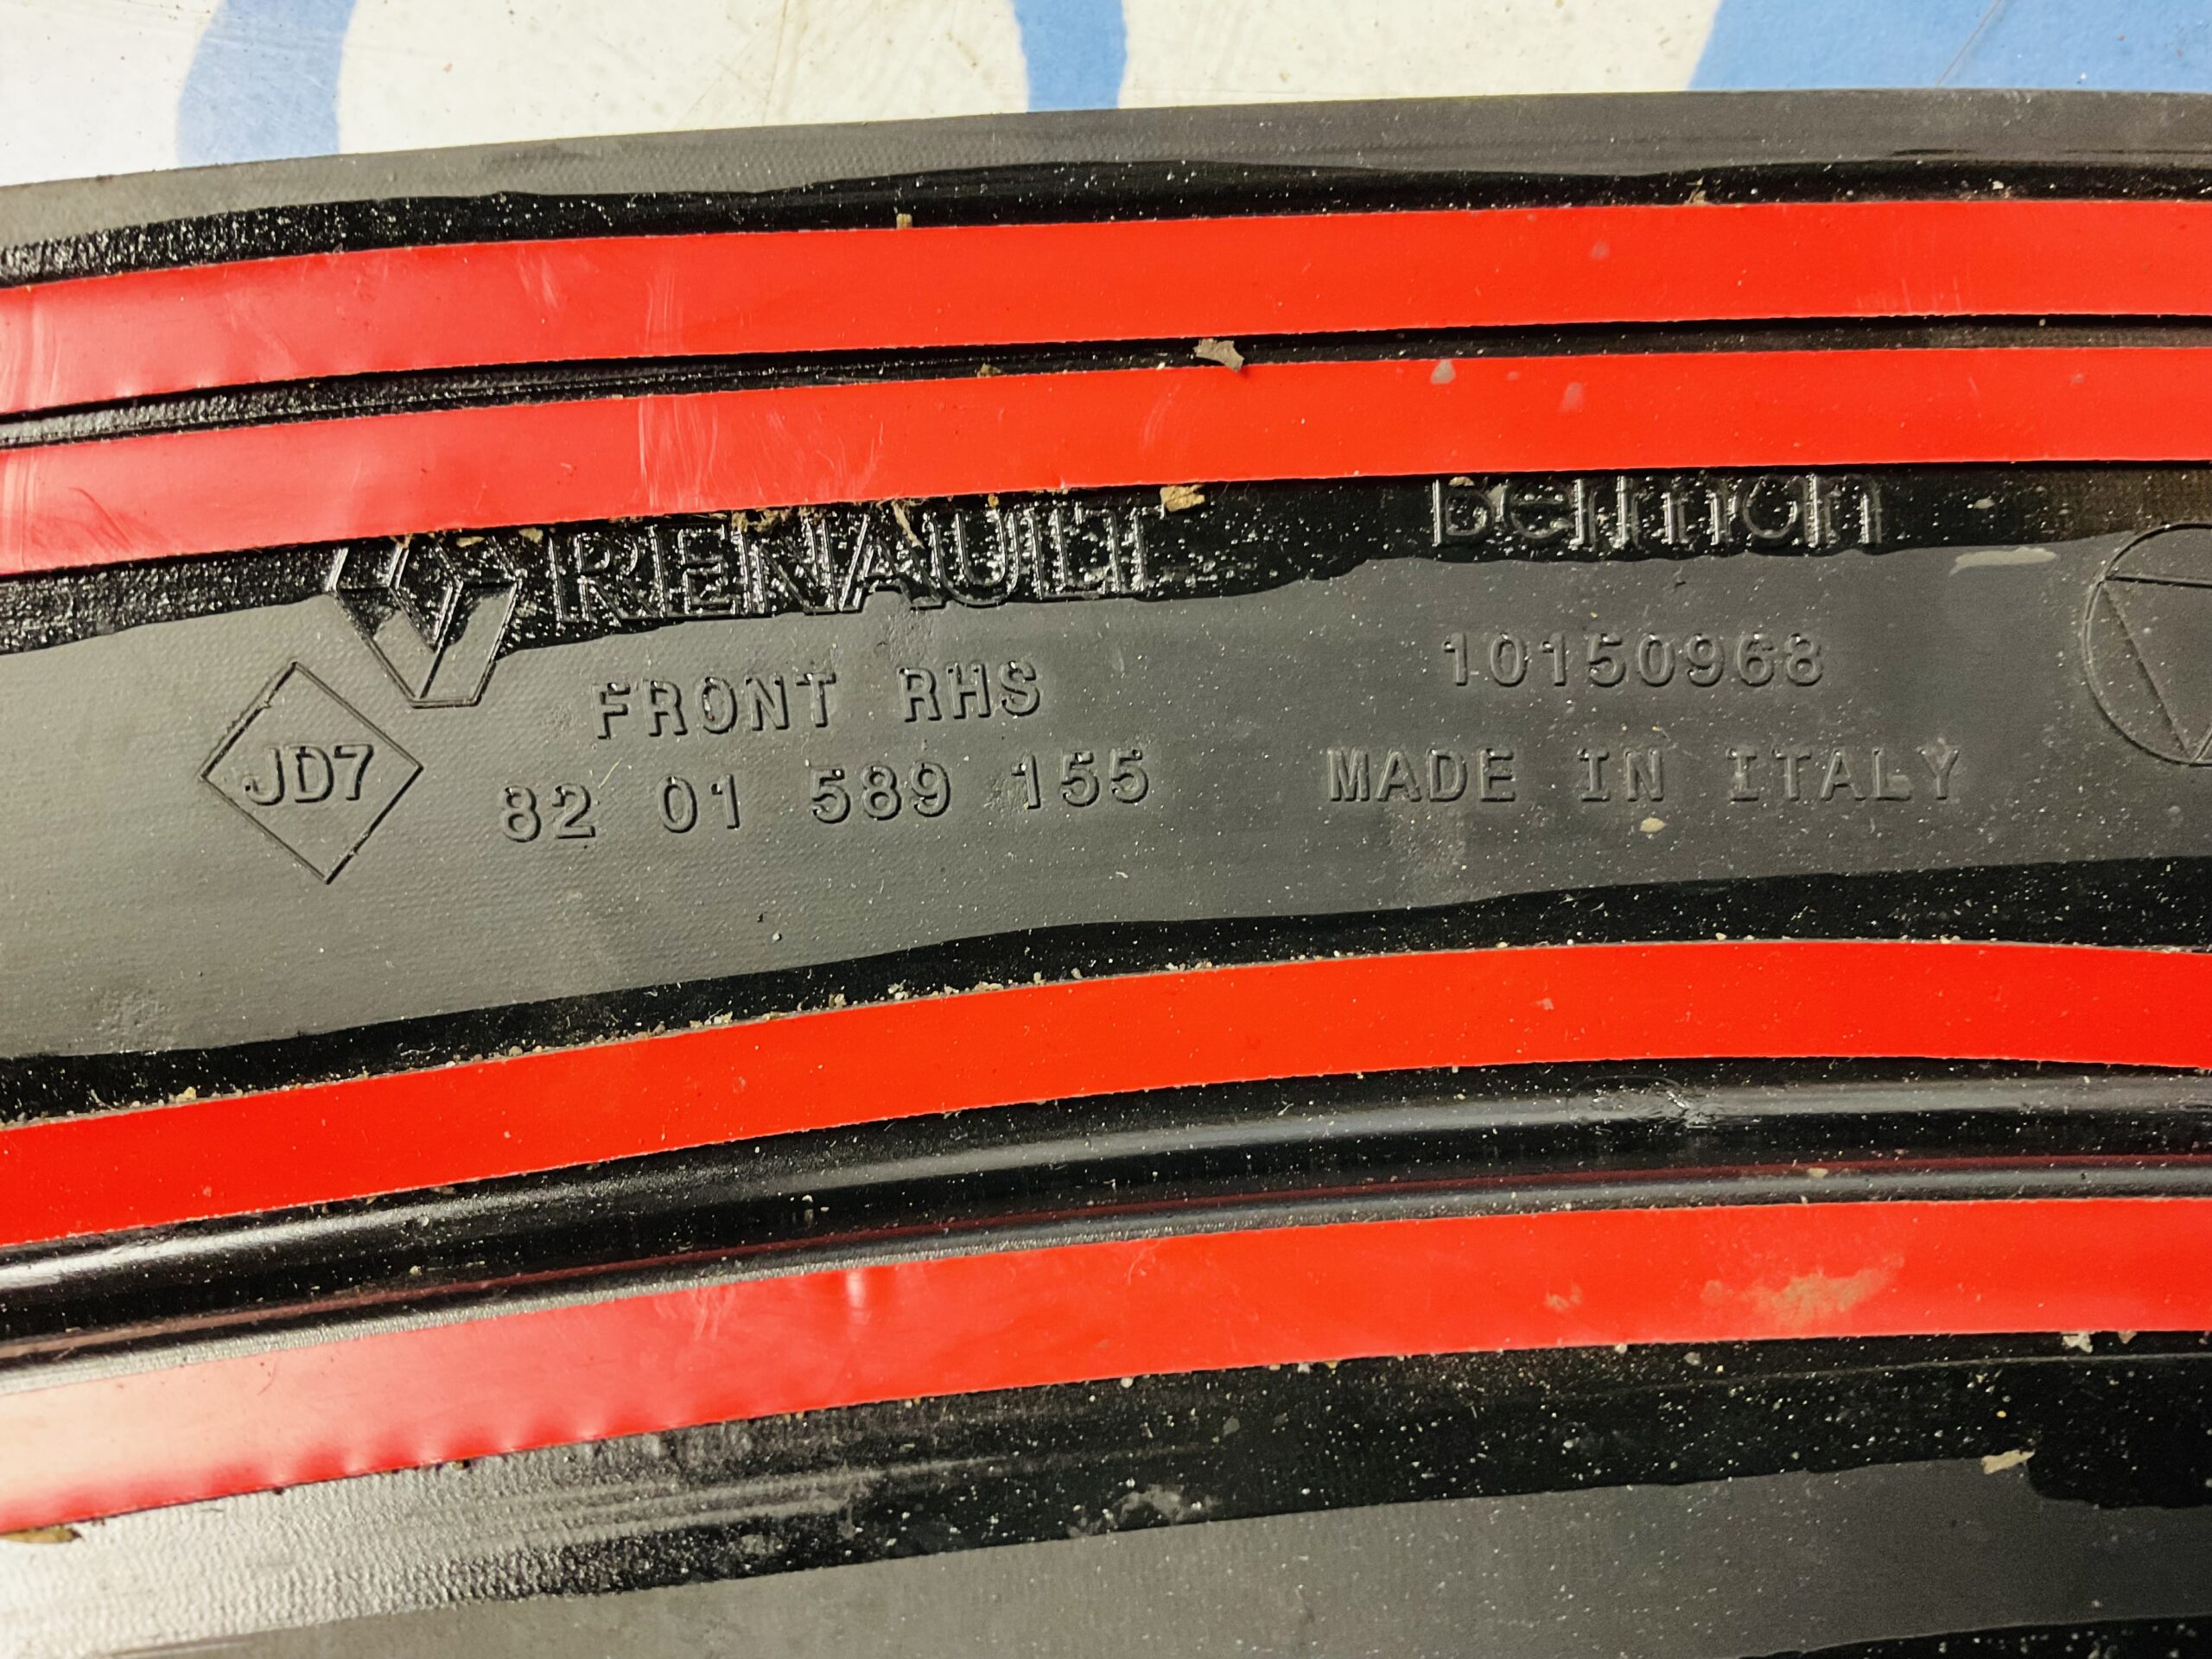 RENAULT
FRONT RHS
JD7
82 01 589 155
10150968
MADE IN ITALY